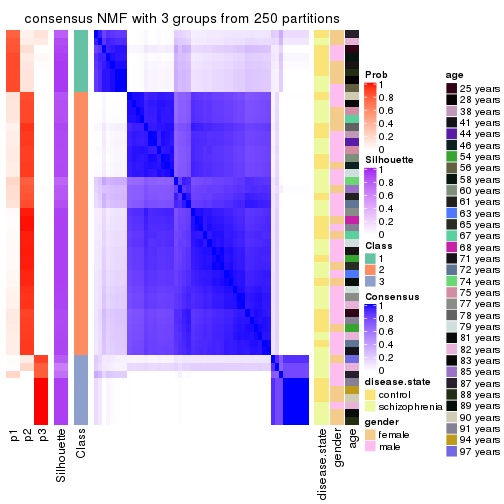 consensus NMF with 3 groups from 250 partitions
p1
p2
p3
Silhouette
Class
disease.state
gender
age
Prob
1
0.8
0.6
0.4
0.2
0
Silhouette
1
0.8
0.6
0.4
0.2
0
Class
1
2
3
Consensus
1
0.8
0.6
0.4
0.2
0
disease.state
control
schizophrenia
gender
female
male
age
25 years
28 years
38 years
41 years
44 years
46 years
54 years
56 years
58 years
60 years
61 years
63 years
65 years
67 years
68 years
71 years
72 years
74 years
75 years
77 years
78 years
79 years
81 years
82 years
83 years
85 years
87 years
88 years
89 years
90 years
91 years
94 years
97 years